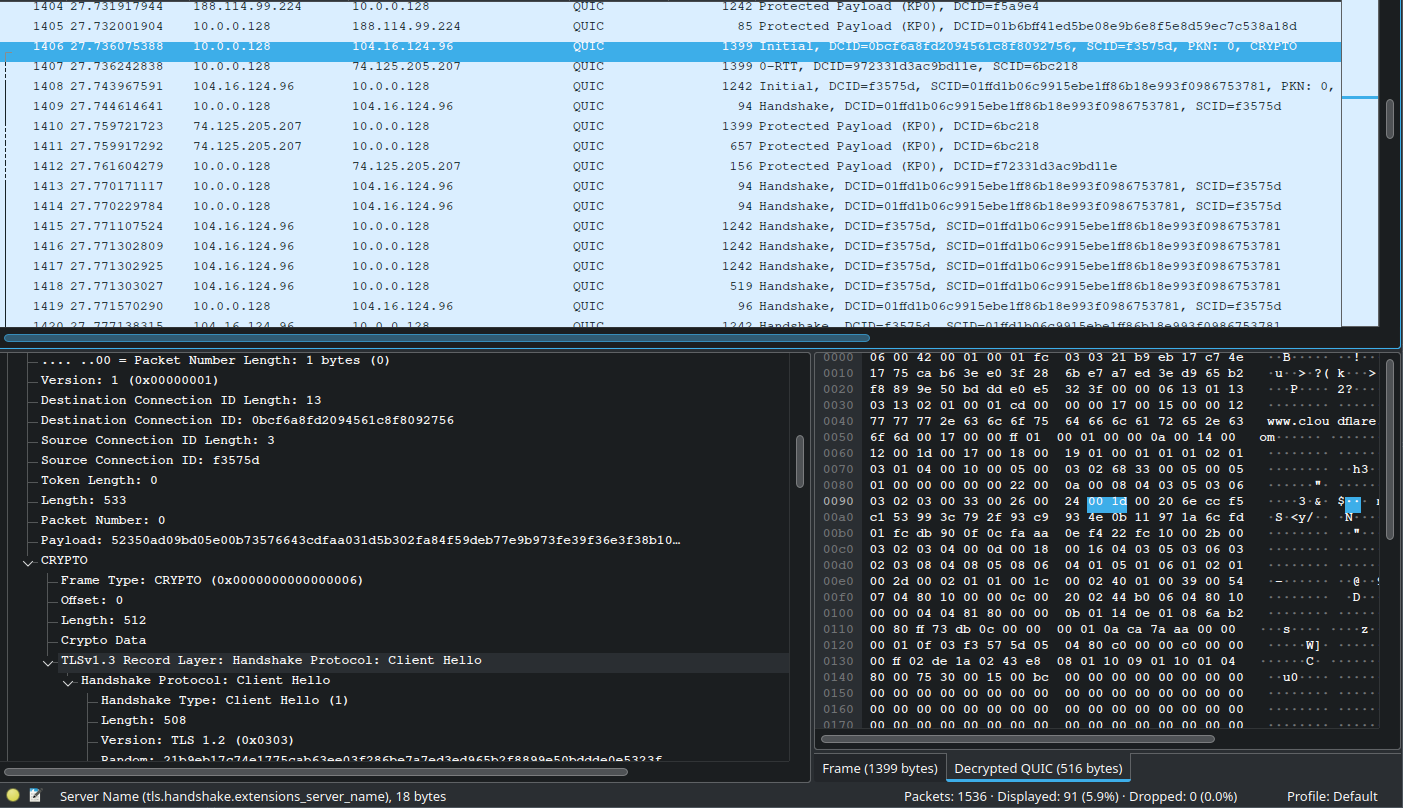 1404 27.731917944 188.114.99.224 10.0.0.128 QUIC 1242 Protected Payload (KP0), DCID=f5a9e4
1405 27.732001904 10.0.0.128 188.114.99.224 QUIC 85 Protected Payload (KP0), DCID=01b6bff41ed5be08e9b6e8f5e8d59ec7c538a18d
1406 27.736075388 10.0.0.128 104.16.124.96 QUIC 1399 Initial, DCID=0bcf6a8fd2094561c8f8092756, SCID=f3575d, PKN: 0, CRYPTO
1407 27.736242838 10.0.0.128 74.125.205.207 QUIC 1399 0-RTT, DCID=972331d3ac9bd11e, SCID=6bc218
1408 27.743967591 104.16.124.96 10.0.0.128 QUIC 1242 Initial, DCID=f3575d, SCID=01ffd1b06c9915ebe1ff86b18e993f0986753781, PKN: 0,
1409 27.744614641 10.0.0.128 104.16.124.96 QUIC 94 Handshake, DCID=01ffd1b06c9915ebe1ff86b18e993f0986753781, SCID=f3575d
1410 27.759721723 74.125.205.207 10.0.0.128 QUIC 1399 Protected Payload (KP0), DCID=6bc218
1411 27.759917292 74.125.205.207 10.0.0.128 QUIC 657 Protected Payload (KP0), DCID=6bc218
1412 27.761604279 10.0.0.128 74.125.205.207 QUIC 156 Protected Payload (KP0), DCID=f72331d3ac9bd11e
1413 27.770171117 10.0.0.128 104.16.124.96 QUIC 94 Handshake, DCID=01ffd1b06c9915ebe1ff86b18e993f0986753781, SCID=f3575d
1414 27.770229784 10.0.0.128 104.16.124.96 QUIC 94 Handshake, DCID=01ffd1b06c9915ebe1ff86b18e993f0986753781, SCID=f3575d
1415 27.771107524 104.16.124.96 10.0.0.128 QUIC 1242 Handshake, DCID=f3575d, SCID=01ffd1b06c9915ebe1ff86b18e993f0986753781
1416 27.771302809 104.16.124.96 10.0.0.128 QUIC 1242 Handshake, DCID=f3575d, SCID=01ffd1b06c9915ebe1ff86b18e993f0986753781
1417 27.771302925 104.16.124.96 10.0.0.128 QUIC 1242 Handshake, DCID=f3575d, SCID=01ffd1b06c9915ebe1ff86b18e993f0986753781
1418 27.771303027 104.16.124.96 10.0.0.128 QUIC 519 Handshake, DCID=f3575d, SCID=01ffd1b06c9915ebe1ff86b18e993f0986753781
1419 27.771570290 10.0.0.128 104.16.124.96 QUIC 96 Handshake, DCID=01ffd1b06c9915ebe1ff86b18e993f0986753781, SCID=f3575d
1420 27.777138315 104.16.124.96 10.0.0.128 QUIC 1242 Handshake, DCID=f3575d, SCID=01ffd1b06c9915ebe1ff86b18e993f0986753781
.... ..00 = Packet Number Length: 1 bytes (0)
Version: 1 (0x00000001)
Destination Connection ID Length: 13
Destination Connection ID: 0bcf6a8fd2094561c8f8092756
Source Connection ID Length: 3
Source Connection ID: f3575d
Token Length: 0
Length: 533
Packet Number: 0
Payload: 52350ad09bd05e00b73576643cdfaa031d5b302fa84f59deb77e9b973fe39f36e3f38b10…
CRYPTO
Frame Type: CRYPTO (0x0000000000000006)
Offset: 0
Length: 512
Crypto Data
TLSv1.3 Record Layer: Handshake Protocol: Client Hello
Handshake Protocol: Client Hello
Handshake Type: Client Hello (1)
Length: 508
Version: TLS 1.2 (0x0303)
Random: 21b9eb17c74e1775cab63ee03f286be7a7ed3ed965b2f8899e50bddde0e5323f
0000 06 00 42 00 01 00 01 fc 03 03 21 b9 eb 17 c7 4e ··B····· ··!····N
0010 17 75 ca b6 3e e0 3f 28 6b e7 a7 ed 3e d9 65 b2 ·u··>·?( k···>
0020 f8 89 9e 50 bd dd e0 e5 32 3f 00 00 06 13 01 13 ···P···· 2?···
0030 03 13 02 01 00 01 cd 00 00 00 17 00 15 00 00 12 ········ ·····
0040 77 77 77 2e 63 6c 6f 75 64 66 6c 61 72 65 2e 63 www.clou dflare
0050 6f 6d 00 17 00 00 ff 01 00 01 00 00 0a 00 14 00 om······ ·····
0060 12 00 1d 00 17 00 18 00 19 01 00 01 01 01 02 01 ········ ·····
0070 03 01 04 00 10 00 05 00 03 02 68 33 00 05 00 05 ········ ··h3·
0080 01 00 00 00 00 00 22 00 0a 00 08 04 03 05 03 06 ······"· ·····
0090 03 02 03 00 33 00 26 00 24 00 1d 00 20 6e cc f5 ····3·&· $···
00a0 c1 53 99 3c 79 2f 93 c9 93 4e 0b 11 97 1a 6c fd ·S·<y/·· ·N···
00b0 01 fc db 90 0f 0c fa aa 0e f4 22 fc 10 00 2b 00 ········ ··"··
00c0 03 02 03 04 00 0d 00 18 00 16 04 03 05 03 06 03 ········ ·····
00d0 02 03 08 04 08 05 08 06 04 01 05 01 06 01 02 01 ········ ·····
00e0 00 2d 00 02 01 01 00 1c 00 02 40 01 00 39 00 54 ·-······ ··@··
00f0 07 04 80 10 00 00 0c 00 20 02 44 b0 06 04 80 10 ········ ·D··
0100 00 00 04 04 81 80 00 00 0b 01 14 0e 01 08 6a b2 ········ ·····
0110 00 80 ff 73 db 0c 00 00 00 01 0a ca 7a aa 00 00 ···s···· ····z
0120 00 01 0f 03 f3 57 5d 05 04 80 c0 00 00 c0 00 00 ·····W]· ·····
0130 00 ff 02 de 1a 02 43 e8 08 01 10 09 01 10 01 04 ······C· ·····
0140 80 00 75 30 00 15 00 bc 00 00 00 00 00 00 00 00 ··u0···· ·····
0150 00 00 00 00 00 00 00 00 00 00 00 00 00 00 00 00 ········ ·····
0160 00 00 00 00 00 00 00 00 00 00 00 00 00 00 00 00 ········ ·····
0170 00 00 00 00 00 00 00 00 00 00 00 00 00 00 00 00 ········ ·····
Frame (1399 bytes) Decrypted QUIC (516 bytes)
Server Name (tls.handshake.extensions_server_name), 18 bytes Packets: 1536 · Displayed: 91 (5.9%) · Dropped: 0 (0.0%) Profile: Default